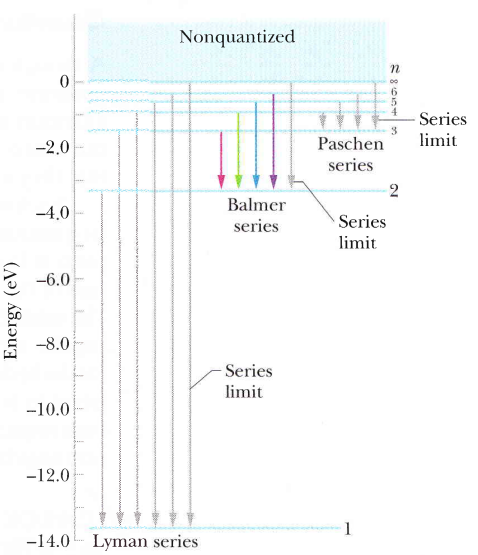 Nonquantized
n
0
∞
6
5
4
3
Series
limit
Paschen
series
−2.0
2
Balmer
series
Series
limit
−4.0
−6.0
Energy (eV)
−8.0
Series
limit
−10.0
−12.0
1
−14.0
Lyman series